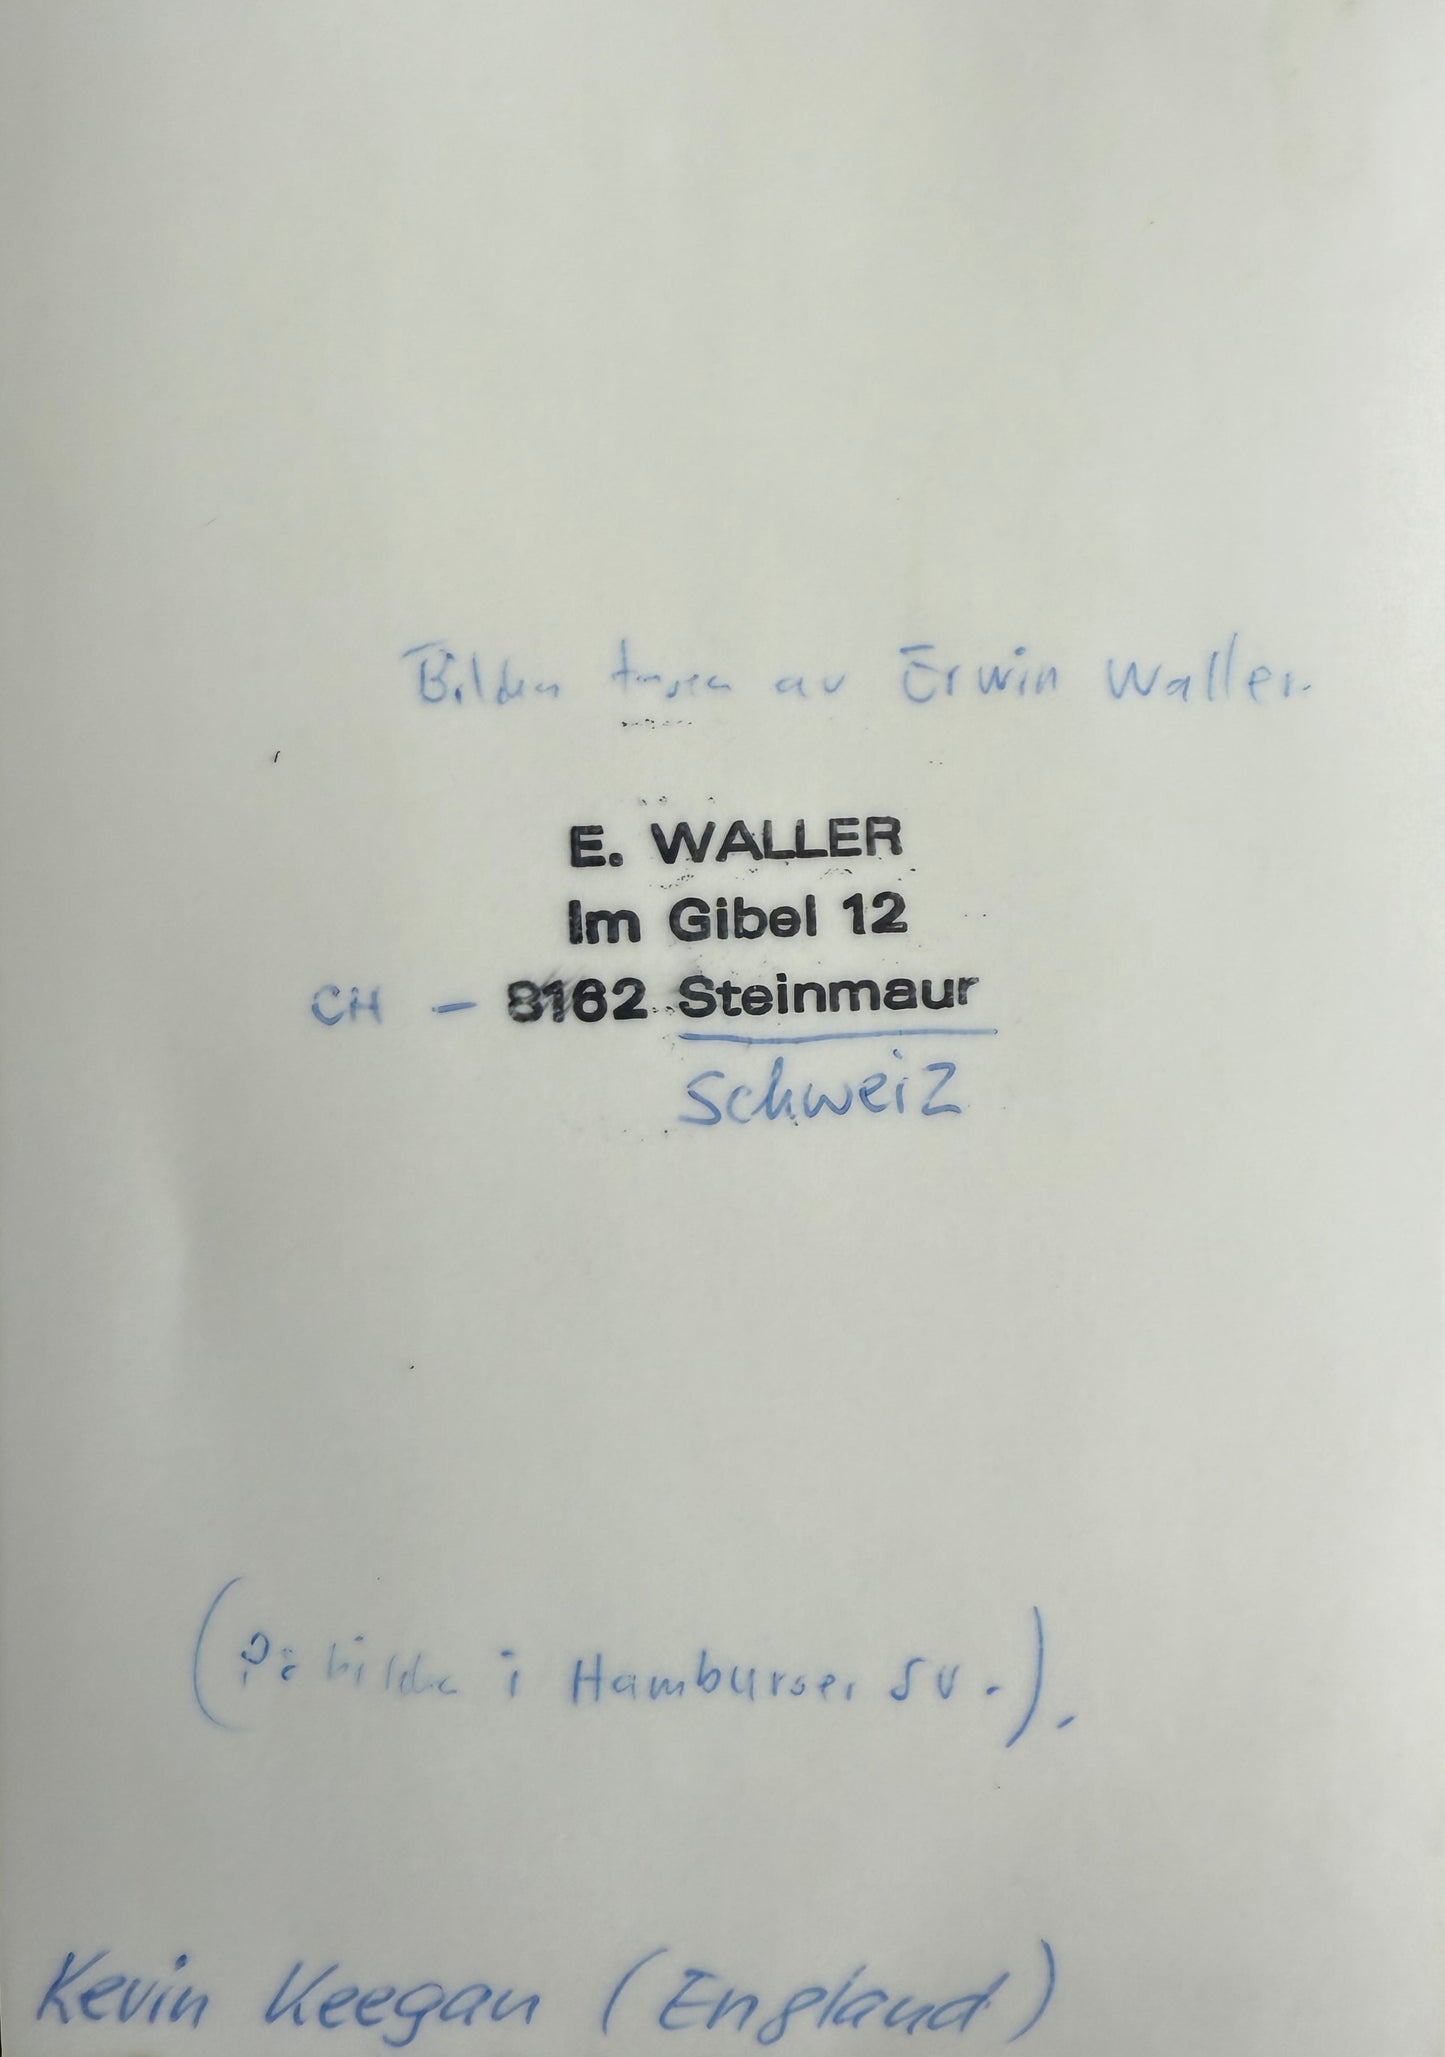 Bilden tagen av Erwin Waller.
E. WALLER
Im Gibel 12
CH - 8162 Steinmaur
Schweiz
(På bilden i Hamburger SV.).
Kevin Keegan (England)